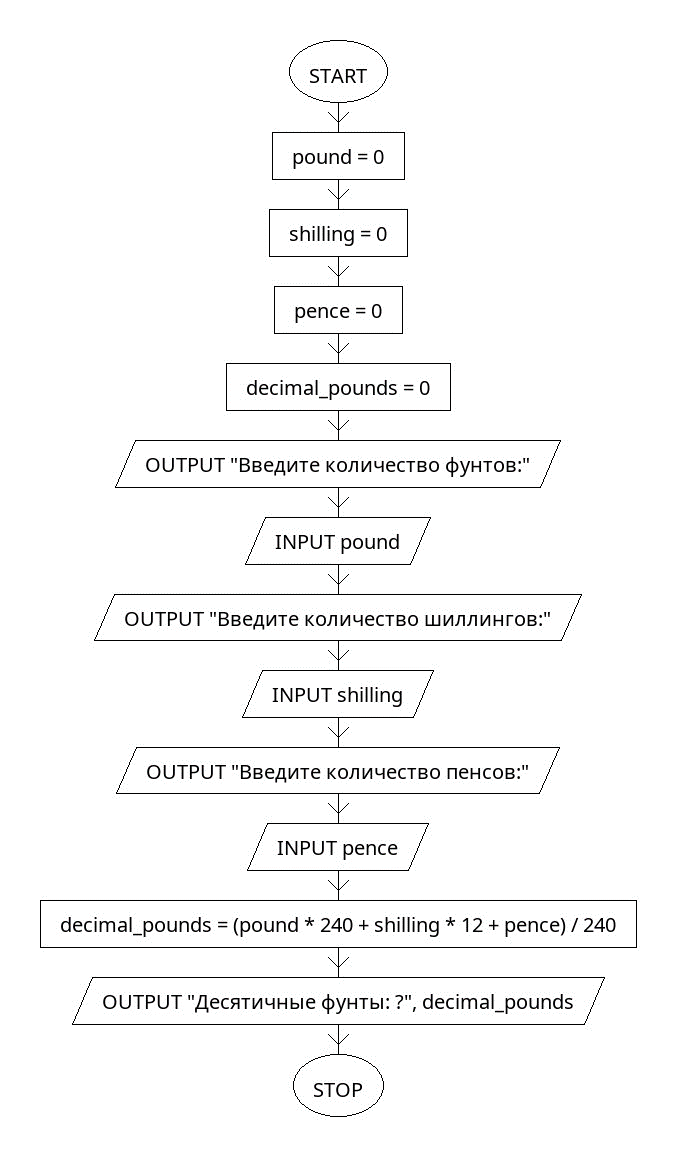 START
pound = 0
shilling = 0
pence = 0
decimal_pounds = 0
OUTPUT "Введите количество фунтов:"
INPUT pound
OUTPUT "Введите количество шиллингов:"
INPUT shilling
OUTPUT "Введите количество пенсов:"
INPUT pence
decimal_pounds = (pound * 240 + shilling * 12 + pence) / 240
OUTPUT "Десятичные фунты: ?", decimal_pounds
STOP